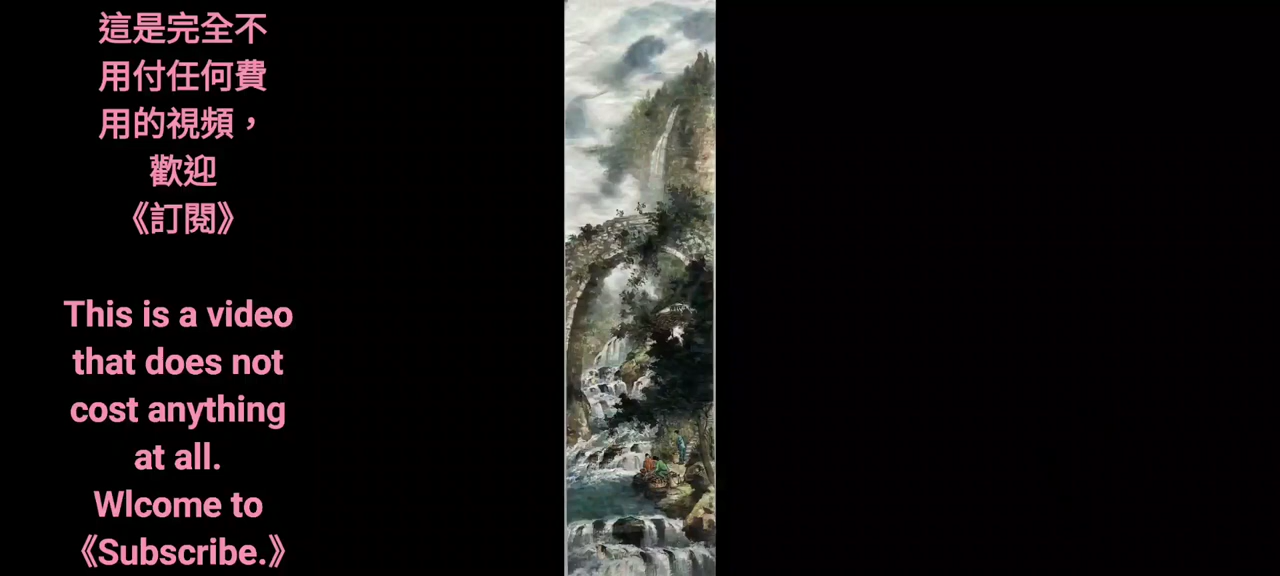 這是完全不
用付任何費
用的視頻，
歡迎
《訂閱》
This is a video
that does not
cost anything
at all.
Wlcome to
《Subscribe.》